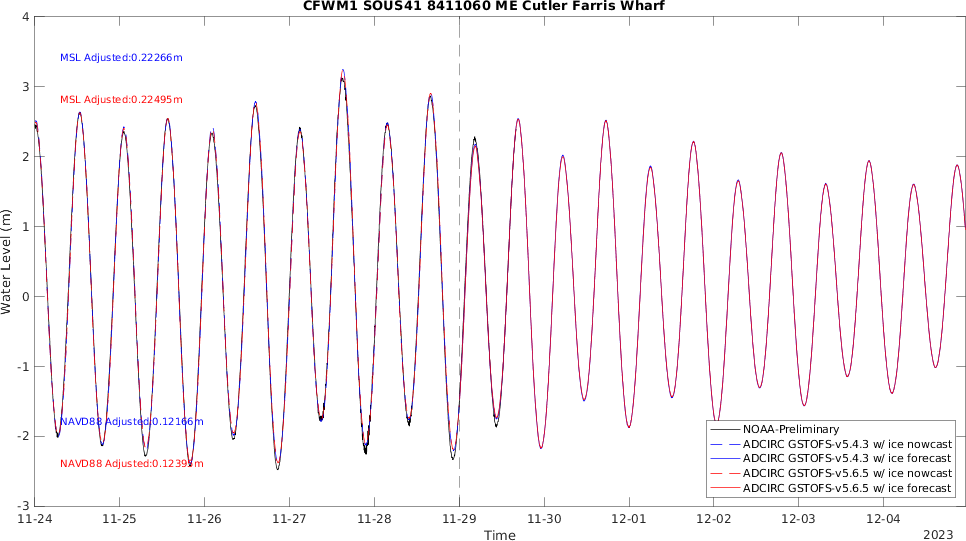 CFWM1 SOUS41 8411060 ME Cutler Farris Wharf
4
3
2
1
0
-1
-2
-3
Water Level (m)
MSL Adjusted:0.22266m
MSL Adjusted:0.22495m
NAVD88 Adjusted:0.12166m
NAVD88 Adjusted:0.12395m
NOAA-Preliminary
ADCIRC GSTOFS-v5.4.3 w/ ice nowcast
ADCIRC GSTOFS-v5.4.3 w/ ice forecast
ADCIRC GSTOFS-v5.6.5 w/ ice nowcast
ADCIRC GSTOFS-v5.6.5 w/ ice forecast
11-24 11-25 11-26 11-27 11-28 11-29 11-30 12-01 12-02 12-03 12-04
Time
2023